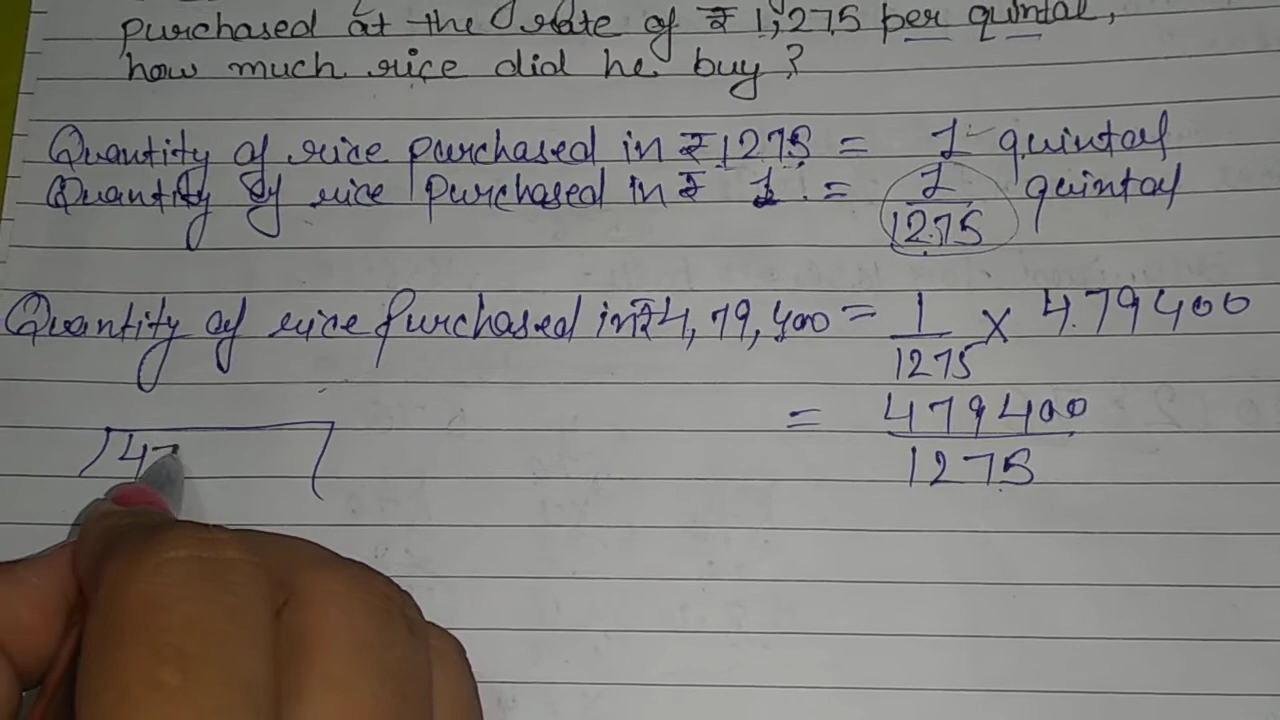 purchased at the rate of ₹ 1,275 per quintal,
how much rice did he buy?
Quantity of rice purchased in ₹1275 = 1 quintal
Quantity of rice purchased in ₹ 1 = 1/1275 quintal
Quantity of rice purchased in ₹4,79,400 = 1/1275 × 479400
= 479400/1275
47